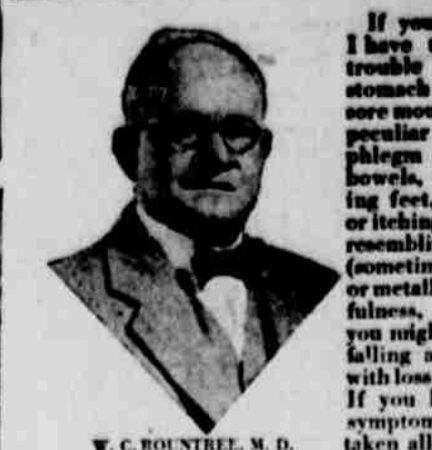 W. C. ROUNTREE, M. D.
If you
I have t
trouble
stomach
sore mou
peculiar
phlegm
bowels,
ing feet,
or itching
resembli
(sometim
or metall
fulness,
you migh
falling a
with loss
If you h
symptom
taken all